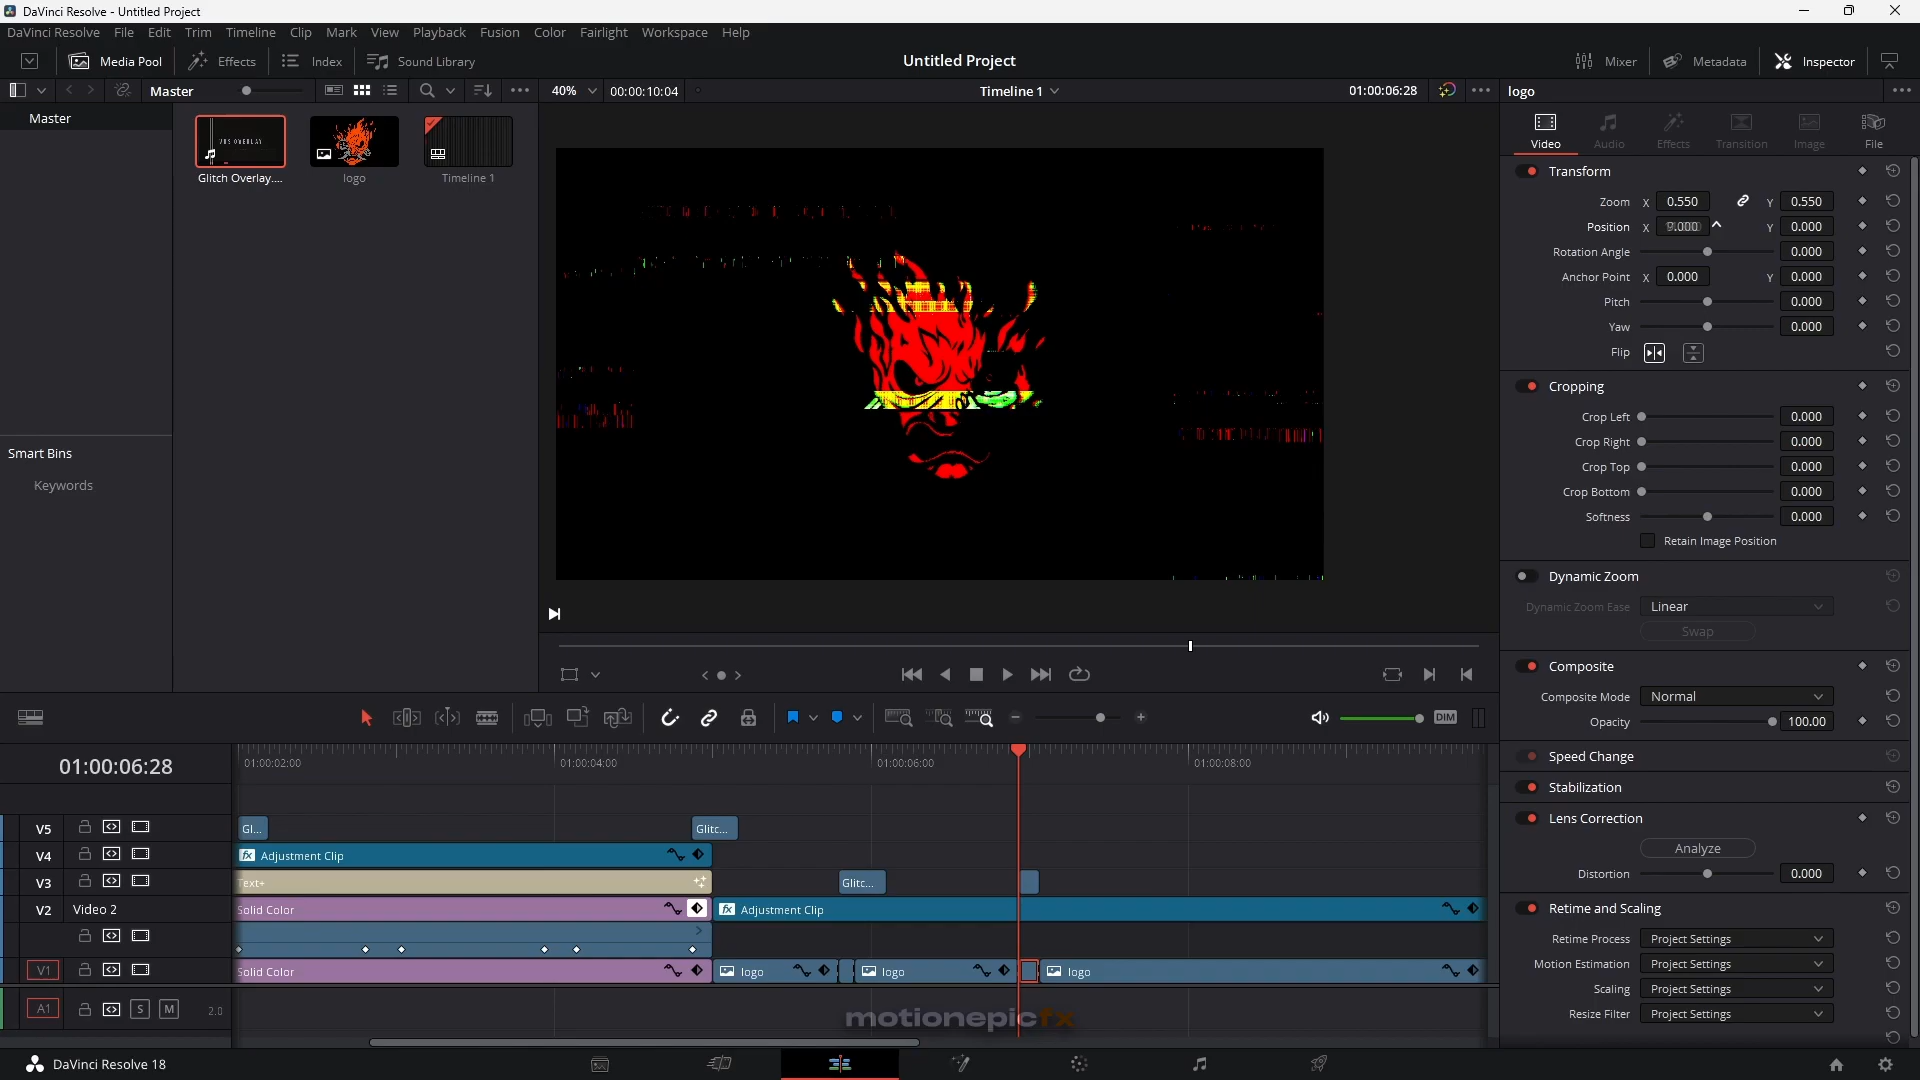 DaVinci Resolve - Untitled Project
DaVinci Resolve File Edit Trim Timeline Clip Mark View Playback Fusion Color Fairlight Workspace Help
Media Pool Effects Index Sound Library Untitled Project Mixer Metadata Inspector
Master 40% 00:00:10:04 Timeline 1 01:00:06:28 logo
Master
VHS OVERLAY
Glitch Overlay.... logo Timeline 1
Smart Bins
Keywords
Video Audio Effects Transition Image File
Transform
Zoom X 0.550 Y 0.550
Position X Y 0.000
Rotation Angle 0.000
Anchor Point X 0.000 Y 0.000
Pitch 0.000
Yaw 0.000
Flip
Cropping
Crop Left 0.000
Crop Right 0.000
Crop Top 0.000
Crop Bottom 0.000
Softness 0.000
Retain Image Position
Dynamic Zoom
Dynamic Zoom Ease Linear
Swap
Composite
Composite Mode Normal
Opacity 100.00
Speed Change
Stabilization
Lens Correction
Analyze
Distortion 0.000
Retime and Scaling
Retime Process Project Settings
Motion Estimation Project Settings
Scaling Project Settings
Resize Filter Project Settings
DIM
01:00:06:28 01:00:02:00 01:00:04:00 01:00:06:00 01:00:08:00
V5 Gl... Glitc...
V4 fx Adjustment Clip
V3 Text+ Glitc...
V2 Video 2 Solid Color fx Adjustment Clip
V1 Solid Color logo logo logo
A1 S M 2.0
motionepicfx
DaVinci Resolve 18